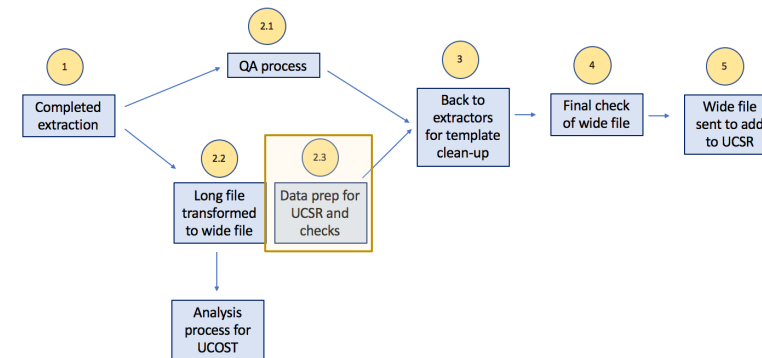 1
Completed
extraction
2.1
QA process
2.2
Long file
transformed
to wide file
2.3
Data prep for
UCSR and
checks
Analysis
process for
UCOST
3
Back to
extractors
for template
clean-up
4
Final check
of wide file
5
Wide file
sent to add
to UCSR